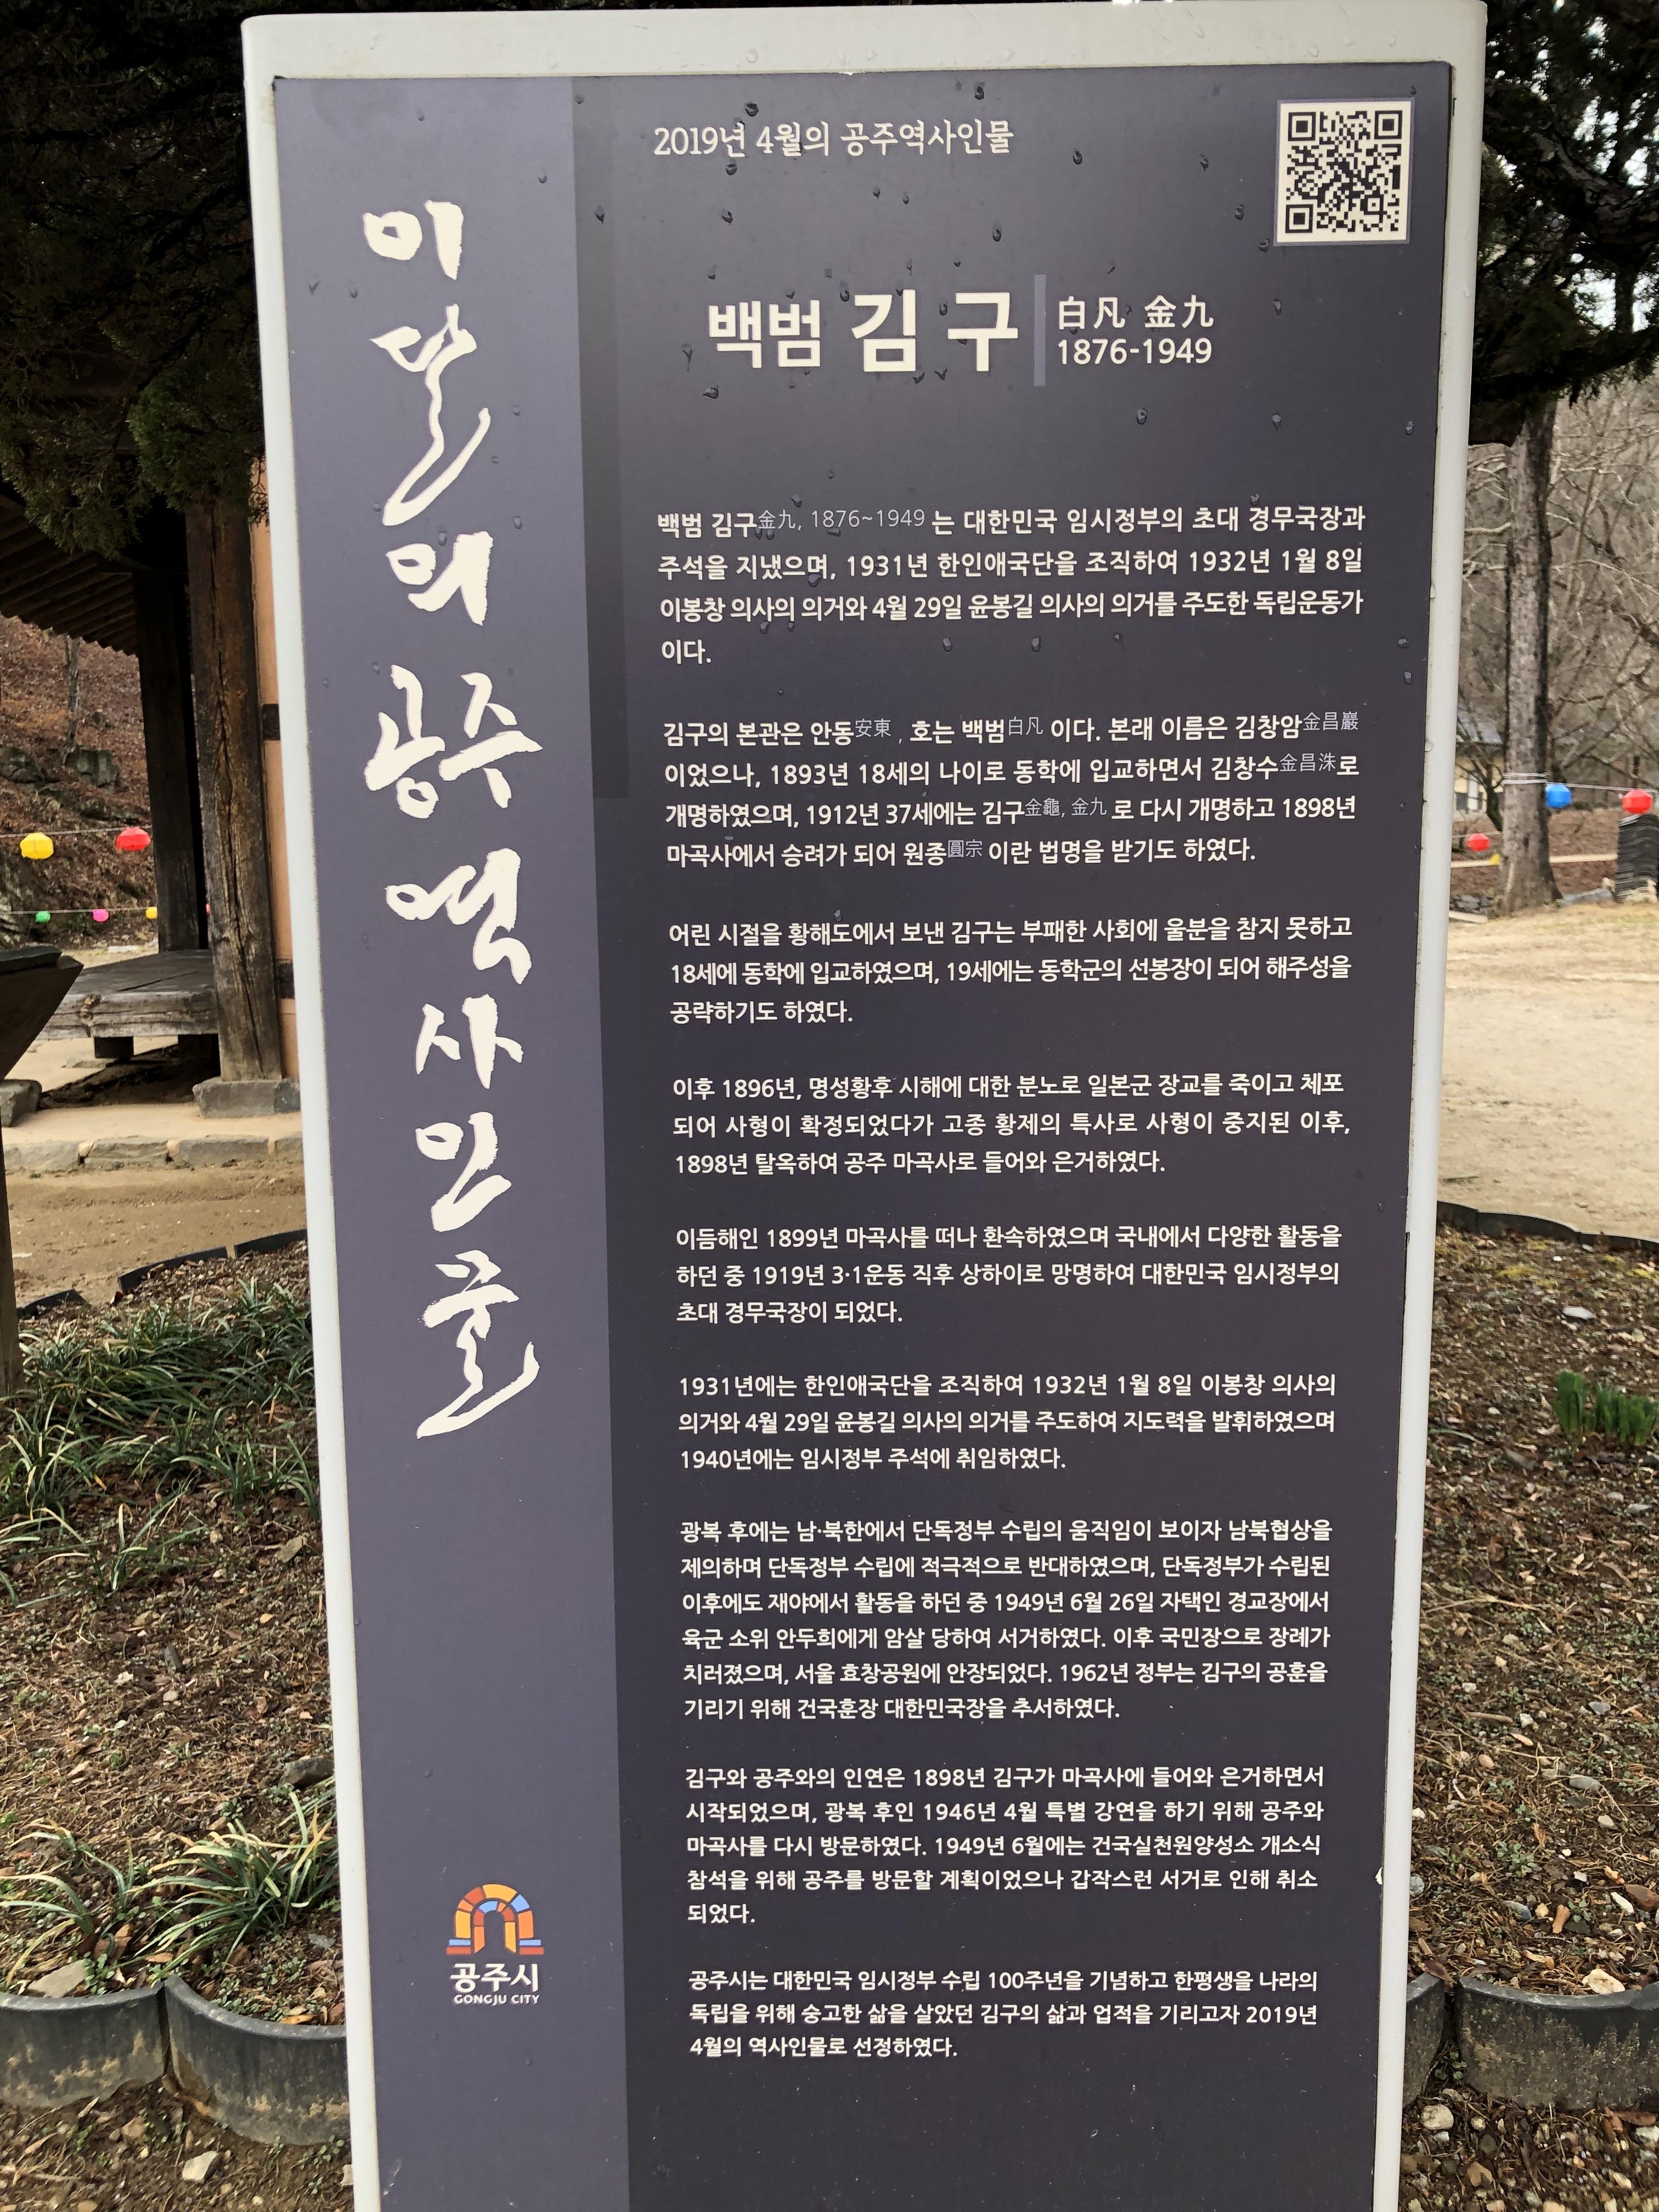 이달의 공주 역사인물
2019년 4월의 공주역사인물
백범 김구
白凡 金九
1876-1949
백범 김구金九, 1876~1949 는 대한민국 임시정부의 초대 경무국장과
주석을 지냈으며, 1931년 한인애국단을 조직하여 1932년 1월 8일
이봉창 의사의 의거와 4월 29일 윤봉길 의사의 의거를 주도한 독립운동가
이다.
김구의 본관은 안동安東 , 호는 백범白凡 이다. 본래 이름은 김창암金昌巖
이었으나, 1893년 18세의 나이로 동학에 입교하면서 김창수金昌洙로
개명하였으며, 1912년 37세에는 김구金龜, 金九 로 다시 개명하고 1898년
마곡사에서 승려가 되어 원종圓宗 이란 법명을 받기도 하였다.
어린 시절을 황해도에서 보낸 김구는 부패한 사회에 울분을 참지 못하고
18세에 동학에 입교하였으며, 19세에는 동학군의 선봉장이 되어 해주성을
공략하기도 하였다.
이후 1896년, 명성황후 시해에 대한 분노로 일본군 장교를 죽이고 체포
되어 사형이 확정되었다가 고종 황제의 특사로 사형이 중지된 이후,
1898년 탈옥하여 공주 마곡사로 들어와 은거하였다.
이듬해인 1899년 마곡사를 떠나 환속하였으며 국내에서 다양한 활동을
하던 중 1919년 3·1운동 직후 상하이로 망명하여 대한민국 임시정부의
초대 경무국장이 되었다.
1931년에는 한인애국단을 조직하여 1932년 1월 8일 이봉창 의사의
의거와 4월 29일 윤봉길 의사의 의거를 주도하여 지도력을 발휘하였으며
1940년에는 임시정부 주석에 취임하였다.
광복 후에는 남·북한에서 단독정부 수립의 움직임이 보이자 남북협상을
제의하며 단독정부 수립에 적극적으로 반대하였으며, 단독정부가 수립된
이후에도 재야에서 활동을 하던 중 1949년 6월 26일 자택인 경교장에서
육군 소위 안두희에게 암살 당하여 서거하였다. 이후 국민장으로 장례가
치러졌으며, 서울 효창공원에 안장되었다. 1962년 정부는 김구의 공훈을
기리기 위해 건국훈장 대한민국장을 추서하였다.
김구와 공주와의 인연은 1898년 김구가 마곡사에 들어와 은거하면서
시작되었으며, 광복 후인 1946년 4월 특별 강연을 하기 위해 공주와
마곡사를 다시 방문하였다. 1949년 6월에는 건국실천원양성소 개소식
참석을 위해 공주를 방문할 계획이었으나 갑작스런 서거로 인해 취소
되었다.
공주시는 대한민국 임시정부 수립 100주년을 기념하고 한평생을 나라의
독립을 위해 숭고한 삶을 살았던 김구의 삶과 업적을 기리고자 2019년
4월의 역사인물로 선정하였다.
공주시
GONGJU CITY